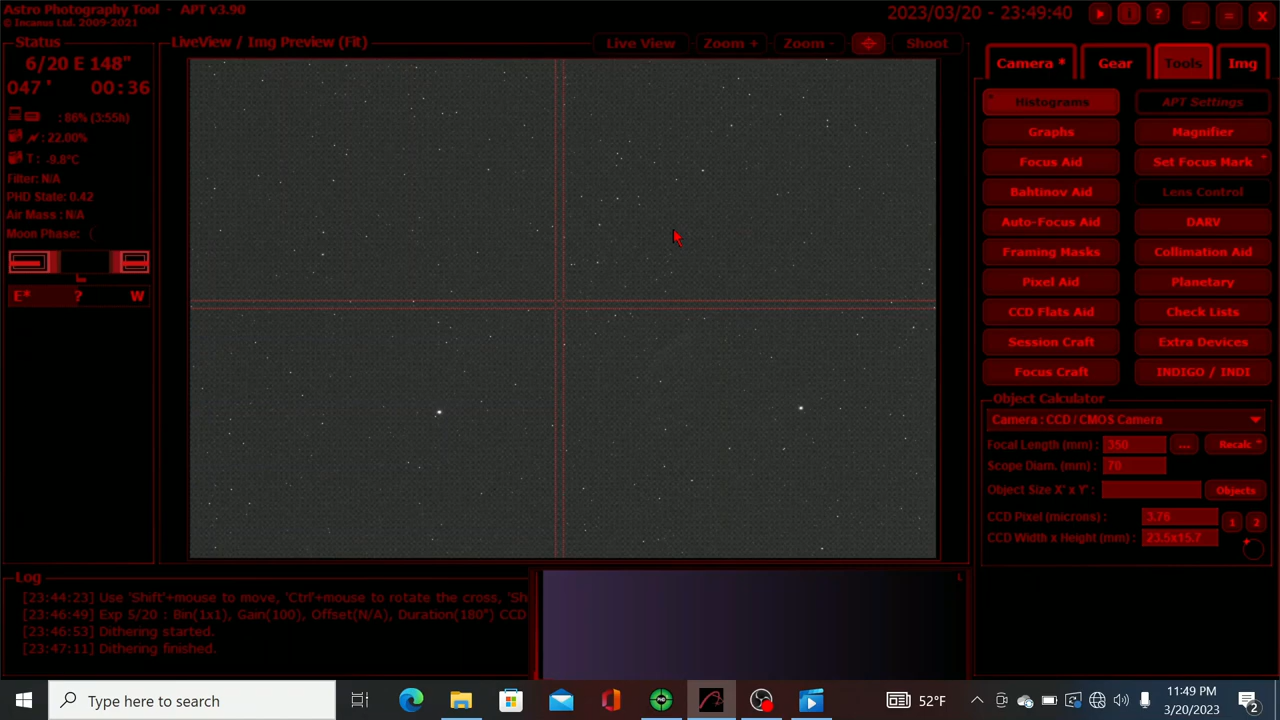 Astro Photography Tool - APT v3.90
© Incanus Ltd. 2009-2021
2023/03/20 - 23:49:40
i
?
_
=
X
Status
6/20 E 148"
047 ' 00:36
: 86% (3:55h)
: 22.00%
T : -9.8°C
Filter: N/A
PHD State: 0.42
Air Mass : N/A
Moon Phase:
E* ? W
LiveView / Img Preview (Fit)
Live View
Zoom +
Zoom -
Shoot
Camera *
Gear
Tools
Img
Histograms
APT Settings
Graphs
Magnifier
Focus Aid
Set Focus Mark
Bahtinov Aid
Lens Control
Auto-Focus Aid
DARV
Framing Masks
Collimation Aid
Pixel Aid
Planetary
CCD Flats Aid
Check Lists
Session Craft
Extra Devices
Focus Craft
INDIGO / INDI
Object Calculator
Camera : CCD / CMOS Camera
Focal Length (mm) : 350 ... Recalc
Scope Diam. (mm) : 70
Object Size X' x Y' : Objects
CCD Pixel (microns) : 3.76 1 2
CCD Width x Height (mm) : 23.5x15.7
Log
[23:44:23] Use 'Shift'+mouse to move, 'Ctrl'+mouse to rotate the cross, 'Sh
[23:46:49] Exp 5/20 : Bin(1x1), Gain(100), Offset(N/A), Duration(180") CCD
[23:46:53] Dithering started.
[23:47:11] Dithering finished.
L
Type here to search
52°F
11:49 PM
3/20/2023
2